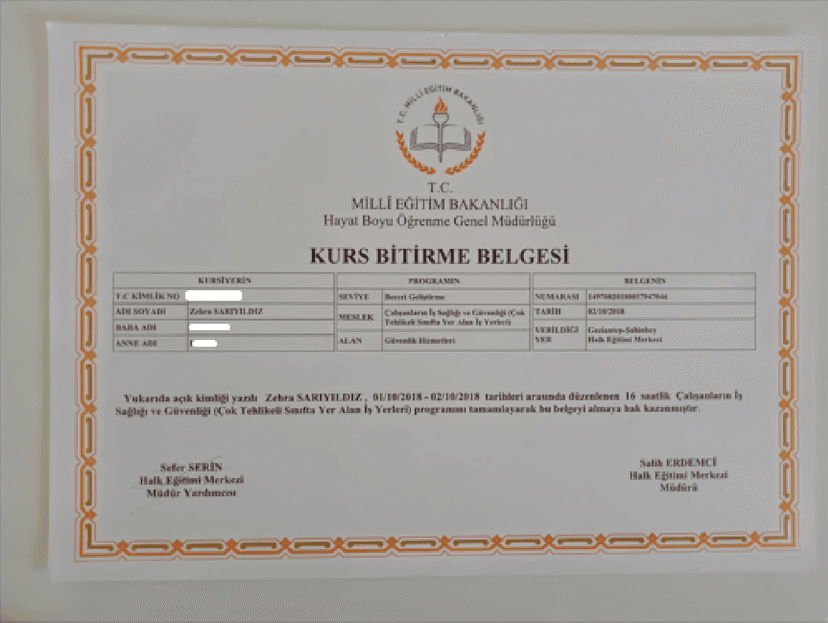 T.C. MİLLÎ EĞİTİM BAKANLIĞI
T.C.
MİLLÎ EĞİTİM BAKANLIĞI
Hayat Boyu Öğrenme Genel Müdürlüğü
KURS BİTİRME BELGESİ
KURSİYERİN
T.C KİMLİK NO
ADI SOYADI Zehra SARIYILDIZ
BABA ADI
ANNE ADI
PROGRAMIN
SEVİYE Beceri Geliştirme
MESLEK Çalışanların İş Sağlığı ve Güvenliği (Çok
Tehlikeli Sınıfta Yer Alan İş Yerleri)
ALAN Güvenlik Hizmetleri
BELGENİN
NUMARASI
TARİH 02/10/2018
VERİLDİĞİ YER Gaziantep-Şahinbey
Halk Eğitimi Merkezi
Yukarıda açık kimliği yazılı Zehra SARIYILDIZ , 01/10/2018 - 02/10/2018 tarihleri arasında düzenlenen 16 saatlik Çalışanların İş
Sağlığı ve Güvenliği (Çok Tehlikeli Sınıfta Yer Alan İş Yerleri) programını tamamlayarak bu belgeyi almaya hak kazanmıştır.
Sefer SERİN
Halk Eğitimi Merkezi
Müdür Yardımcısı
Salih ERDEMCİ
Halk Eğitimi Merkezi
Müdürü